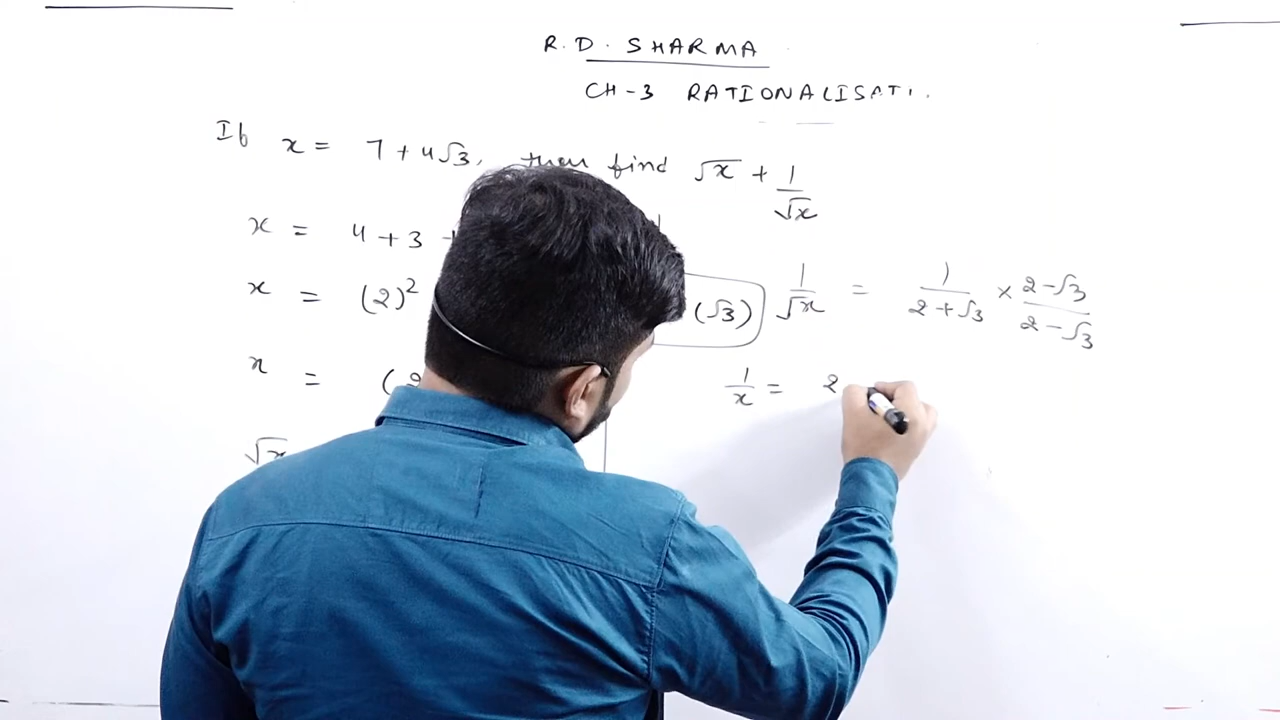 R.D. SHARMA
CH-3 RATIONALISATI
If x = 7+4√3, then find √x + 1/√x
x = 4+3
x = (2)² (√3)
x = (2
√x
1/√x = 1/2+√3 × 2-√3/2-√3
1/x = 2